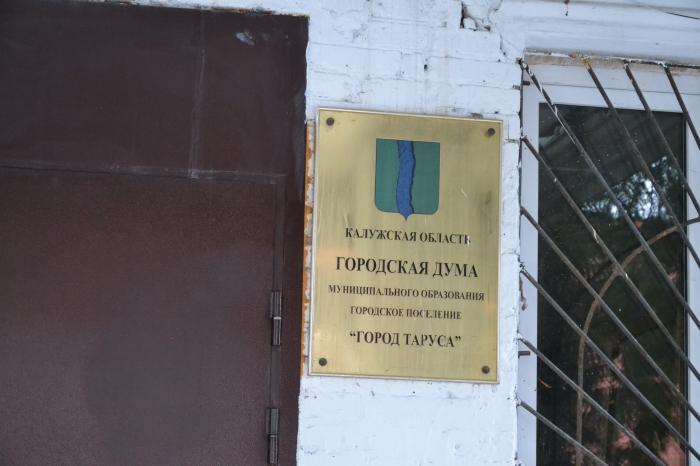 КАЛУЖСКАЯ ОБЛАСТЬ
ГОРОДСКАЯ ДУМА
МУНИЦИПАЛЬНОГО ОБРАЗОВАНИЯ
ГОРОДСКОЕ ПОСЕЛЕНИЕ
“ГОРОД ТАРУСА”